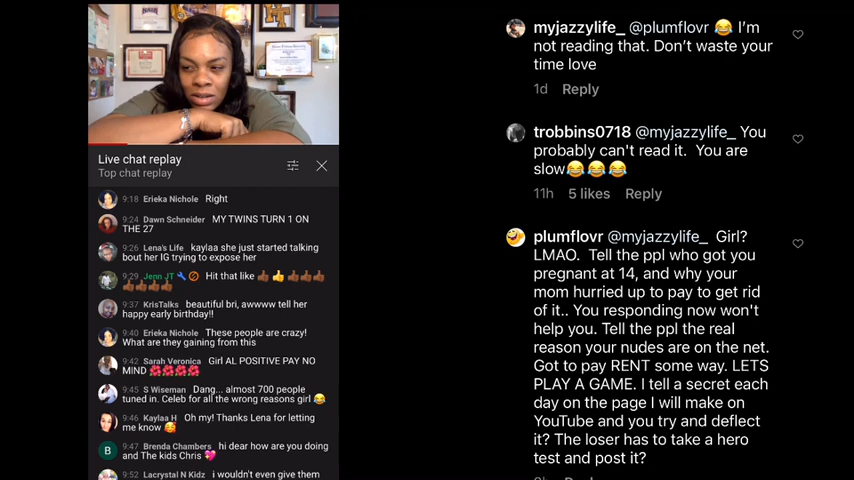 Live chat replay
Top chat replay
9:18 Erieka Nichole Right
9:24 Dawn Schneider MY TWINS TURN 1 ON
THE 27
9:26 Lena's Life kaylaa she just started talking
bout her IG trying to expose her
9:29 Jenn JT 🔧🚫 Hit that like 👍🏾👍👍🏾👍🏾👍🏾
👍🏾👍🏾👍🏾👍🏾
9:37 KrisTalks beautiful bri, awwww tell her
happy early birthday!!
9:40 Erieka Nichole These people are crazy!
What are they gaining from this
9:42 Sarah Veronica Girl AL POSITIVE PAY NO
MIND 🌺🌺🌺🌺
9:45 S Wiseman Dang... almost 700 people
tuned in. Celeb for all the wrong reasons girl 😂
9:46 Kaylaa H Oh my! Thanks Lena for letting
me know 🥰
B
9:47 Brenda Chambers hi dear how are you doing
and The kids Chris 💖
9:52 Lacrystal N Kidz i wouldn't even give them
myjazzylife_ @plumflovr 😂 I’m
not reading that. Don’t waste your
time love
1d Reply
trobbins0718 @myjazzylife_ You
probably can't read it. You are
slow😂😂😂
11h 5 likes Reply
plumflovr @myjazzylife_ Girl?
LMAO. Tell the ppl who got you
pregnant at 14, and why your
mom hurried up to pay to get rid
of it.. You responding now won't
help you. Tell the ppl the real
reason your nudes are on the net.
Got to pay RENT some way. LETS
PLAY A GAME. I tell a secret each
day on the page I will make on
YouTube and you try and deflect
it? The loser has to take a hero
test and post it?